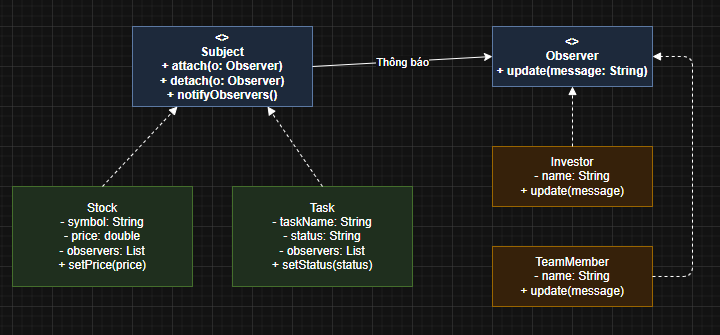 <>
Subject
+ attach(o: Observer)
+ detach(o: Observer)
+ notifyObservers()
Thông báo
<>
Observer
+ update(message: String)
Investor
- name: String
+ update(message)
Stock
- symbol: String
- price: double
- observers: List
+ setPrice(price)
Task
- taskName: String
- status: String
- observers: List
+ setStatus(status)
TeamMember
- name: String
+ update(message)